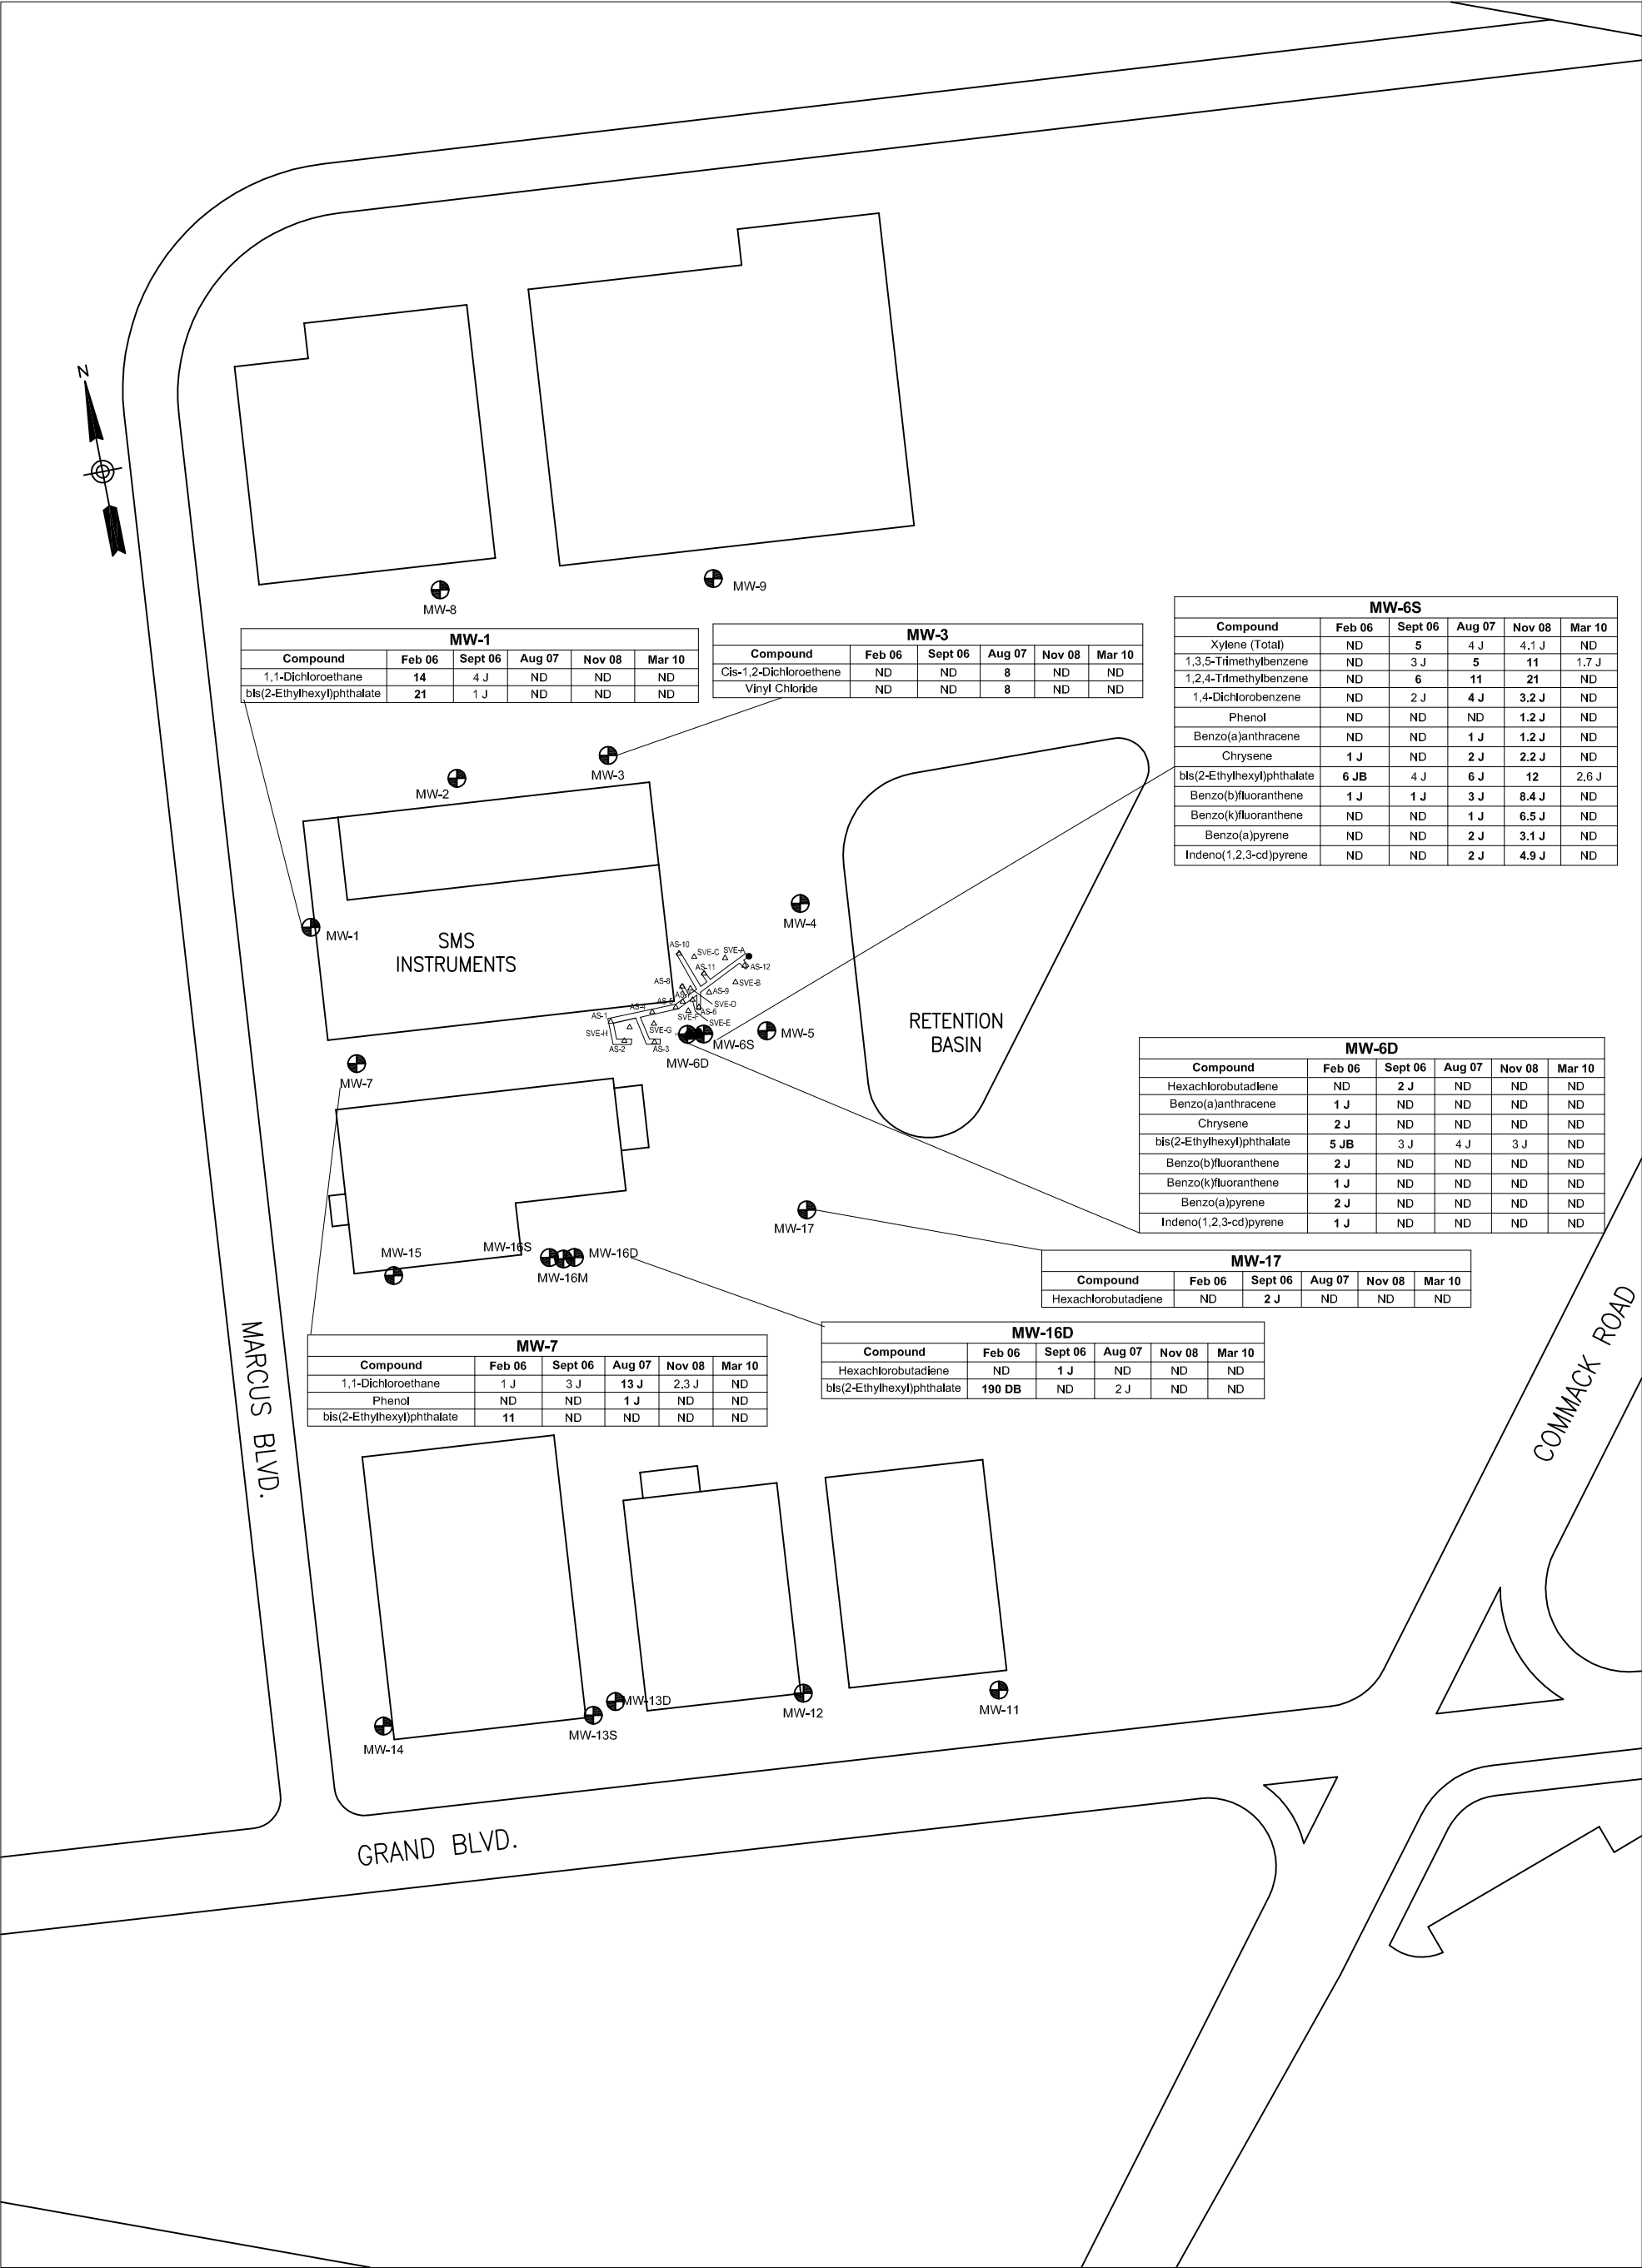 N
MW-8
MW-9
MW-1
Compound Feb 06 Sept 06 Aug 07 Nov 08 Mar 10
1,1-Dichloroethane 14 4 J ND ND ND
bis(2-Ethylhexyl)phthalate 21 1 J ND ND ND
MW-3
Compound Feb 06 Sept 06 Aug 07 Nov 08 Mar 10
Cis-1,2-Dichloroethene ND ND 8 ND ND
Vinyl Chloride ND ND 8 ND ND
MW-6S
Compound Feb 06 Sept 06 Aug 07 Nov 08 Mar 10
Xylene (Total) ND 5 4 J 4.1 J ND
1,3,5-Trimethylbenzene ND 3 J 5 11 1.7 J
1,2,4-Trimethylbenzene ND 6 11 21 ND
1,4-Dichlorobenzene ND 2 J 4 J 3.2 J ND
Phenol ND ND ND 1.2 J ND
Benzo(a)anthracene ND ND 1 J 1.2 J ND
Chrysene 1 J ND 2 J 2.2 J ND
bis(2-Ethylhexyl)phthalate 6 JB 4 J 6 J 12 2.6 J
Benzo(b)fluoranthene 1 J 1 J 3 J 8.4 J ND
Benzo(k)fluoranthene ND ND 1 J 6.5 J ND
Benzo(a)pyrene ND ND 2 J 3.1 J ND
Indeno(1,2,3-cd)pyrene ND ND 2 J 4.9 J ND
MW-3
MW-2
MW-4
MW-1
SMS
INSTRUMENTS
AS-10
SVE-C
SVE-A
AS-11
AS-12
AS-8
SVE-B
AS-9
SVE-D
AS-4
AS-6
AS-1
SVE-F
SVE-E
SVE-H
SVE-G
AS-2
AS-3
MW-6D
MW-6S
MW-5
RETENTION
BASIN
MW-7
MW-6D
Compound Feb 06 Sept 06 Aug 07 Nov 08 Mar 10
Hexachlorobutadiene ND 2 J ND ND ND
Benzo(a)anthracene 1 J ND ND ND ND
Chrysene 2 J ND ND ND ND
bis(2-Ethylhexyl)phthalate 5 JB 3 J 4 J 3 J ND
Benzo(b)fluoranthene 2 J ND ND ND ND
Benzo(k)fluoranthene 1 J ND ND ND ND
Benzo(a)pyrene 2 J ND ND ND ND
Indeno(1,2,3-cd)pyrene 1 J ND ND ND ND
MW-17
MW-15
MW-16S
MW-16D
MW-16M
MW-17
Compound Feb 06 Sept 06 Aug 07 Nov 08 Mar 10
Hexachlorobutadiene ND 2 J ND ND ND
MW-16D
Compound Feb 06 Sept 06 Aug 07 Nov 08 Mar 10
Hexachlorobutadiene ND 1 J ND ND ND
bis(2-Ethylhexyl)phthalate 190 DB ND 2 J ND ND
MW-7
Compound Feb 06 Sept 06 Aug 07 Nov 08 Mar 10
1,1-Dichloroethane 1 J 3 J 13 J 2.3 J ND
Phenol ND ND 1 J ND ND
bis(2-Ethylhexyl)phthalate 11 ND ND ND ND
MARCUS BLVD.
COMMACK ROAD
MW-14
MW-13S
MW-13D
MW-12
MW-11
GRAND BLVD.